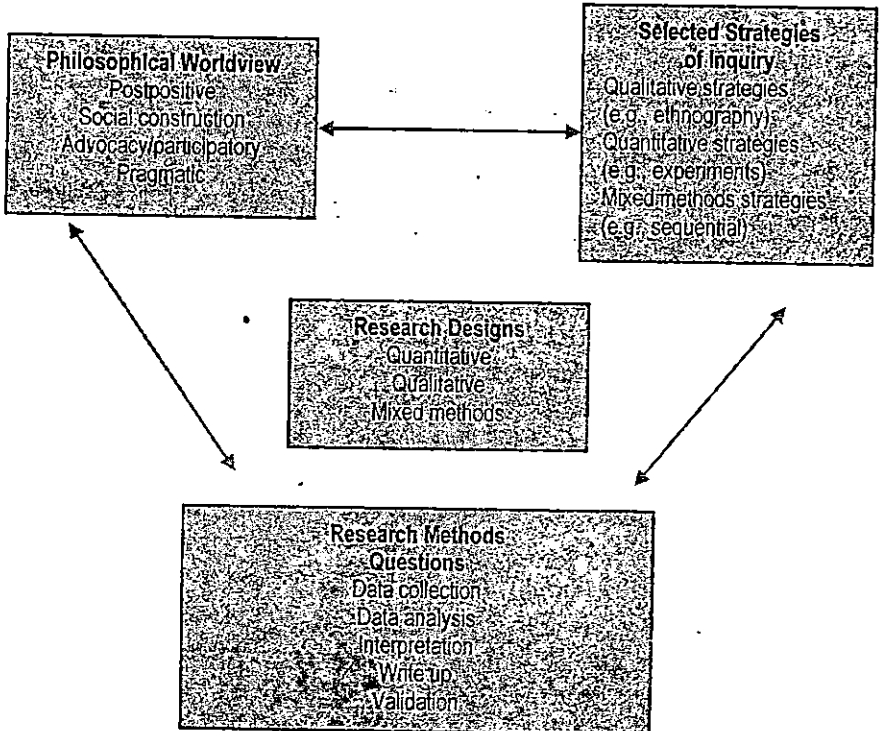 Philosophical Worldview
Postpositive
Social construction
Advocacy/participatory
Pragmatic
Selected Strategies
of Inquiry
Qualitative strategies
(e.g., ethnography)
Quantitative strategies
(e.g., experiments)
Mixed methods strategies
(e.g., sequential)
Research Designs
Quantitative
Qualitative
Mixed methods
Research Methods
Questions
Data collection
Data analysis
Interpretation
Write up
Validation